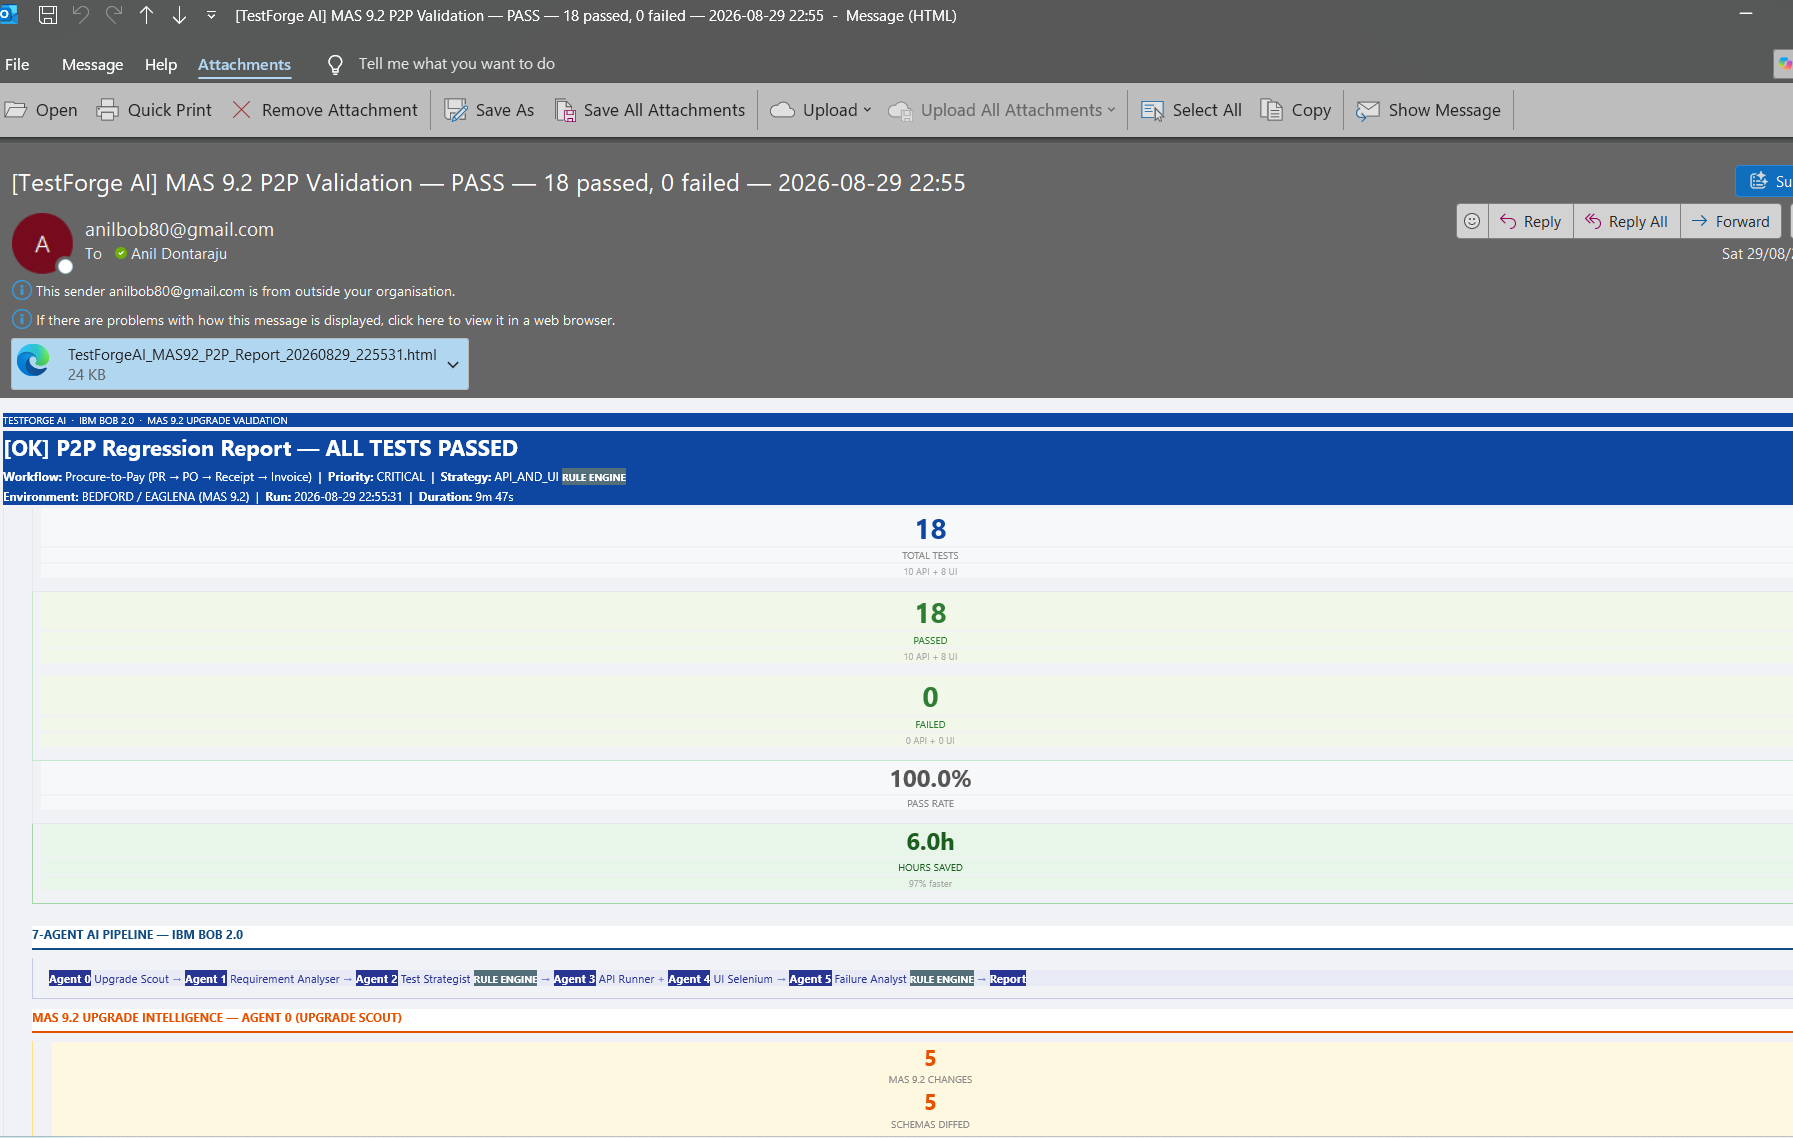 [TestForge AI] MAS 9.2 P2P Validation — PASS — 18 passed, 0 failed — 2026-08-29 22:55 - Message (HTML)
File Message Help Attachments Tell me what you want to do
Open Quick Print Remove Attachment Save As Save All Attachments Upload Upload All Attachments Select All Copy Show Message
[TestForge AI] MAS 9.2 P2P Validation — PASS — 18 passed, 0 failed — 2026-08-29 22:55
Su
A
anilbob80@gmail.com
Reply Reply All Forward
To Anil Dontaraju
Sat 29/08/
This sender anilbob80@gmail.com is from outside your organisation.
If there are problems with how this message is displayed, click here to view it in a web browser.
TestForgeAI_MAS92_P2P_Report_20260829_225531.html
24 KB
TESTFORGE AI · IBM BOB 2.0 · MAS 9.2 UPGRADE VALIDATION
[OK] P2P Regression Report — ALL TESTS PASSED
Workflow: Procure-to-Pay (PR → PO → Receipt → Invoice) | Priority: CRITICAL | Strategy: API_AND_UI RULE ENGINE
Environment: BEDFORD / EAGLENA (MAS 9.2) | Run: 2026-08-29 22:55:31 | Duration: 9m 47s
18
TOTAL TESTS
10 API + 8 UI
18
PASSED
10 API + 8 UI
0
FAILED
0 API + 0 UI
100.0%
PASS RATE
6.0h
HOURS SAVED
97% faster
7-AGENT AI PIPELINE — IBM BOB 2.0
Agent 0 Upgrade Scout → Agent 1 Requirement Analyser → Agent 2 Test Strategist RULE ENGINE → Agent 3 API Runner + Agent 4 UI Selenium → Agent 5 Failure Analyst RULE ENGINE → Report
MAS 9.2 UPGRADE INTELLIGENCE — AGENT 0 (UPGRADE SCOUT)
5
MAS 9.2 CHANGES
5
SCHEMAS DIFFED